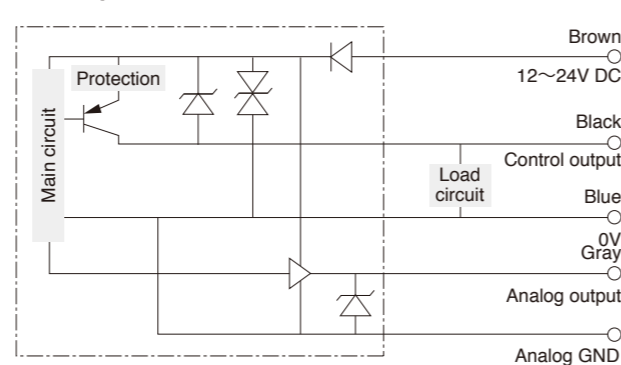 Brown
12～24V DC
Protection
Main circuit
Black
Control output
Load
circuit
Blue
0V
Gray
Analog output
Analog GND